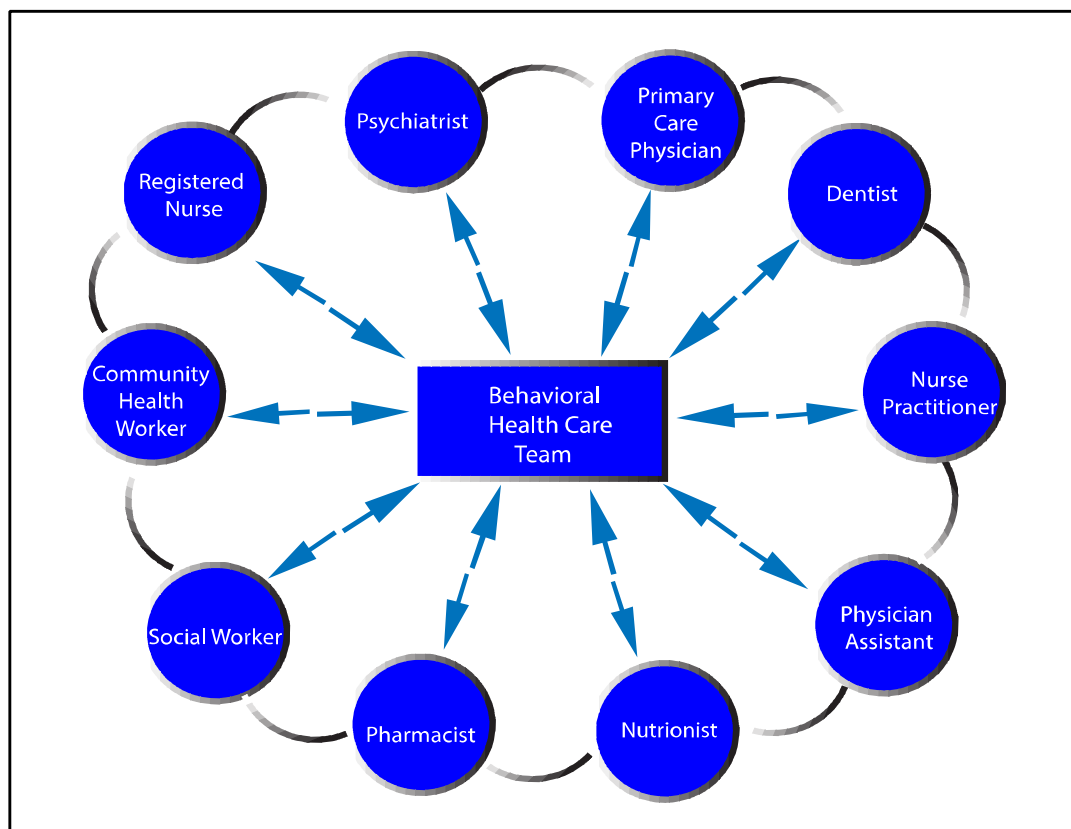 Psychiatrist
Primary
Care
Physician
Dentist
Registered
Nurse
Community
Health
Worker
Behavioral
Health Care
Team
Nurse
Practitioner
Social Worker
Physician
Assistant
Pharmacist
Nutrionist